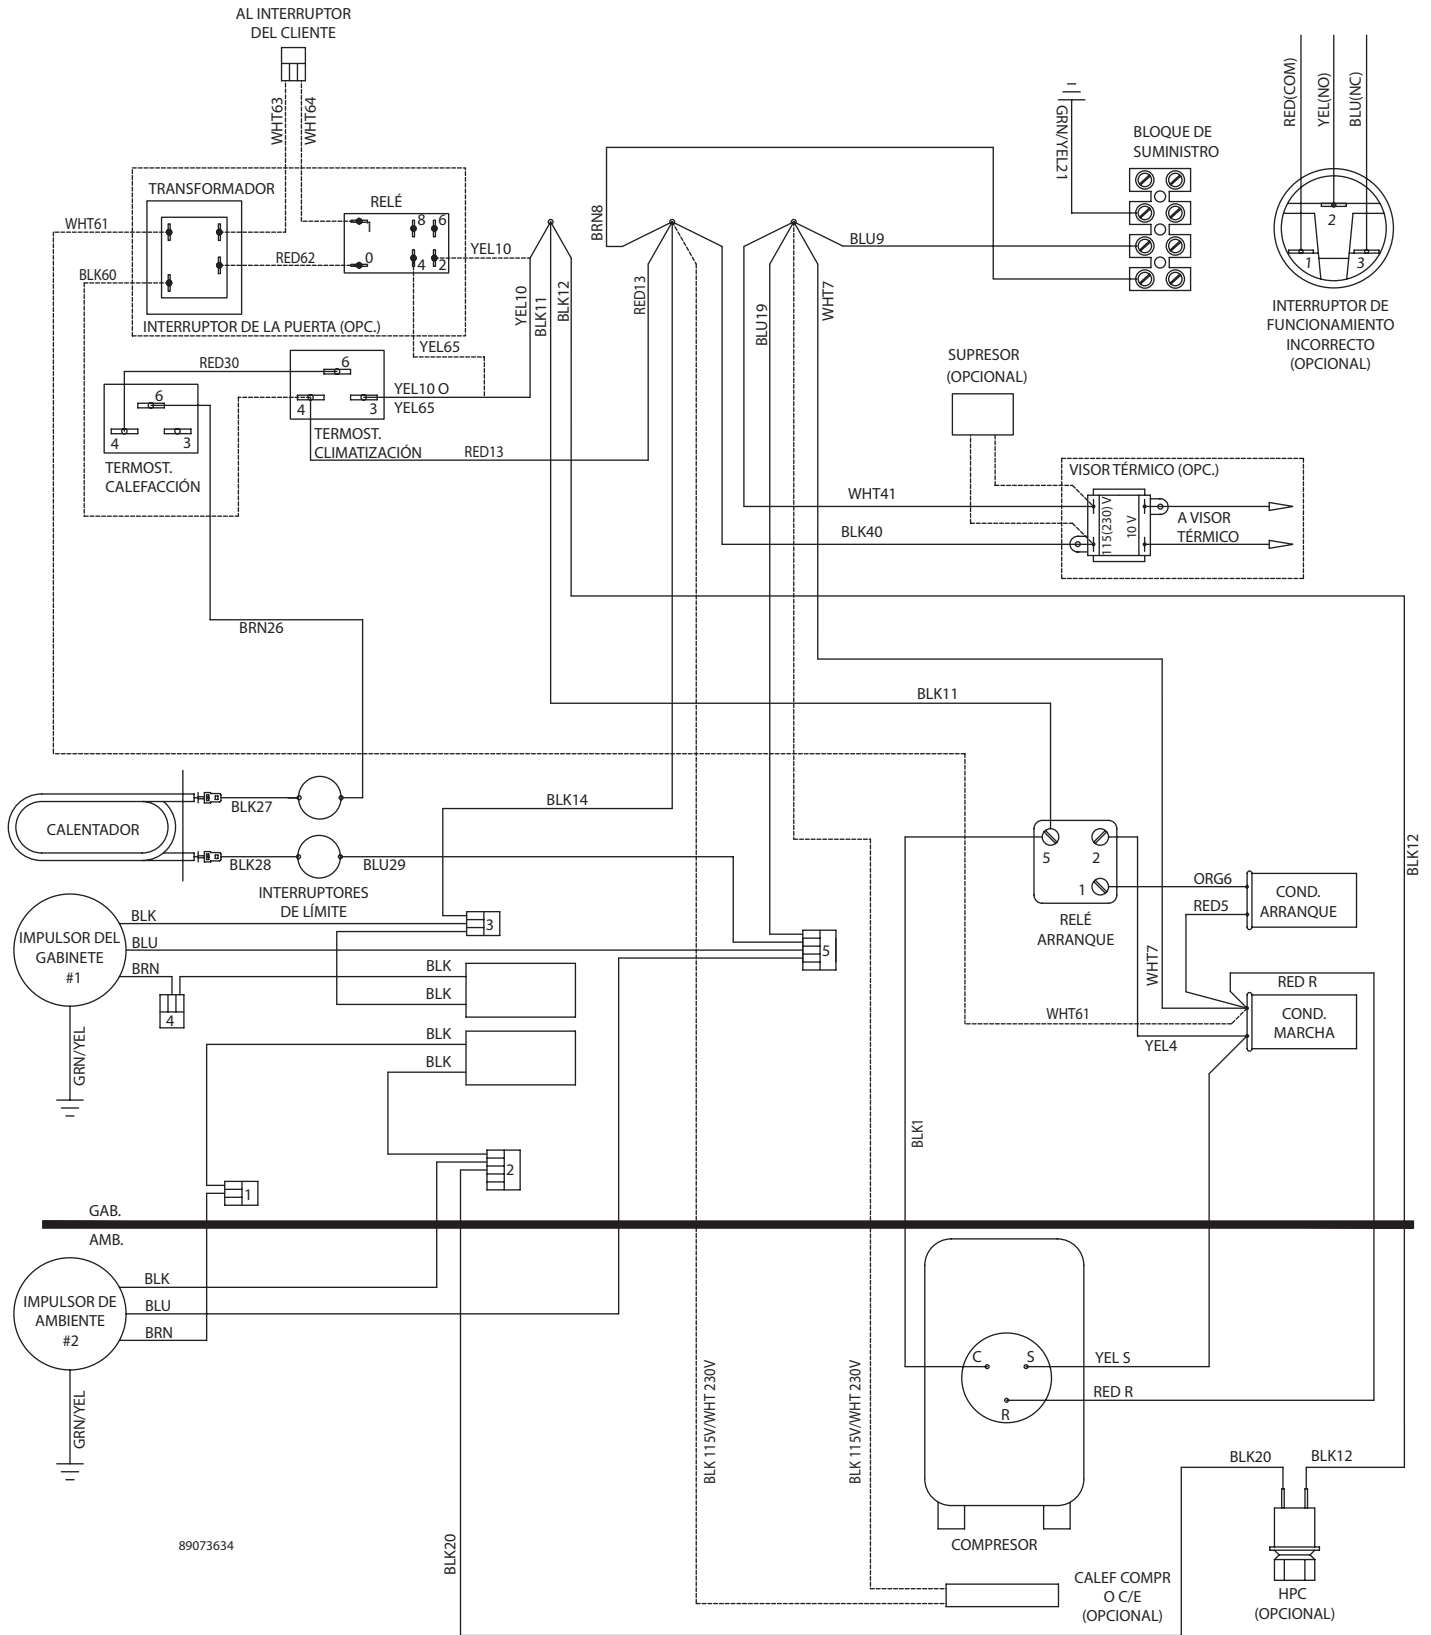 AL INTERRUPTOR
DEL CLIENTE
WHT63
WHT64
TRANSFORMADOR
RELÉ
WHT61
BLK60
RED62
1
0
8
6
4
2
YEL10
INTERRUPTOR DE LA PUERTA (OPC.)
YEL65
YEL10
BLK11
BLK12
BRN8
RED13
BLU19
WHT7
BLU9
GRN/YEL21
BLOQUE DE
SUMINISTRO
RED(COM)
YEL(NO)
BLU(NC)
1
2
3
INTERRUPTOR DE
FUNCIONAMIENTO
INCORRECTO
(OPCIONAL)
RED30
6
4
3
TERMOST.
CALEFACCIÓN
6
4
3
YEL10 O
YEL65
TERMOST.
CLIMATIZACIÓN
RED13
SUPRESOR
(OPCIONAL)
VISOR TÉRMICO (OPC.)
WHT41
BLK40
115(230) V
10 V
A VISOR
TÉRMICO
BRN26
BLK11
BLK12
CALENTADOR
BLK27
BLK28
BLU29
INTERRUPTORES
DE LÍMITE
BLK14
3
5
5
2
1
RELÉ
ARRANQUE
ORG6
RED5
COND.
ARRANQUE
WHT7
RED R
WHT61
YEL4
COND.
MARCHA
IMPULSOR DEL
GABINETE
#1
BLK
BLU
BRN
4
GRN/YEL
BLK
BLK
BLK
BLK
2
1
BLK1
GAB.
AMB.
IMPULSOR DE
AMBIENTE
#2
BLK
BLU
BRN
GRN/YEL
BLK 115V/WHT 230V
BLK 115V/WHT 230V
C
S
R
YEL S
RED R
COMPRESOR
BLK20
BLK12
BLK20
HPC
(OPCIONAL)
CALEF COMPR
O C/E
(OPCIONAL)
89073634